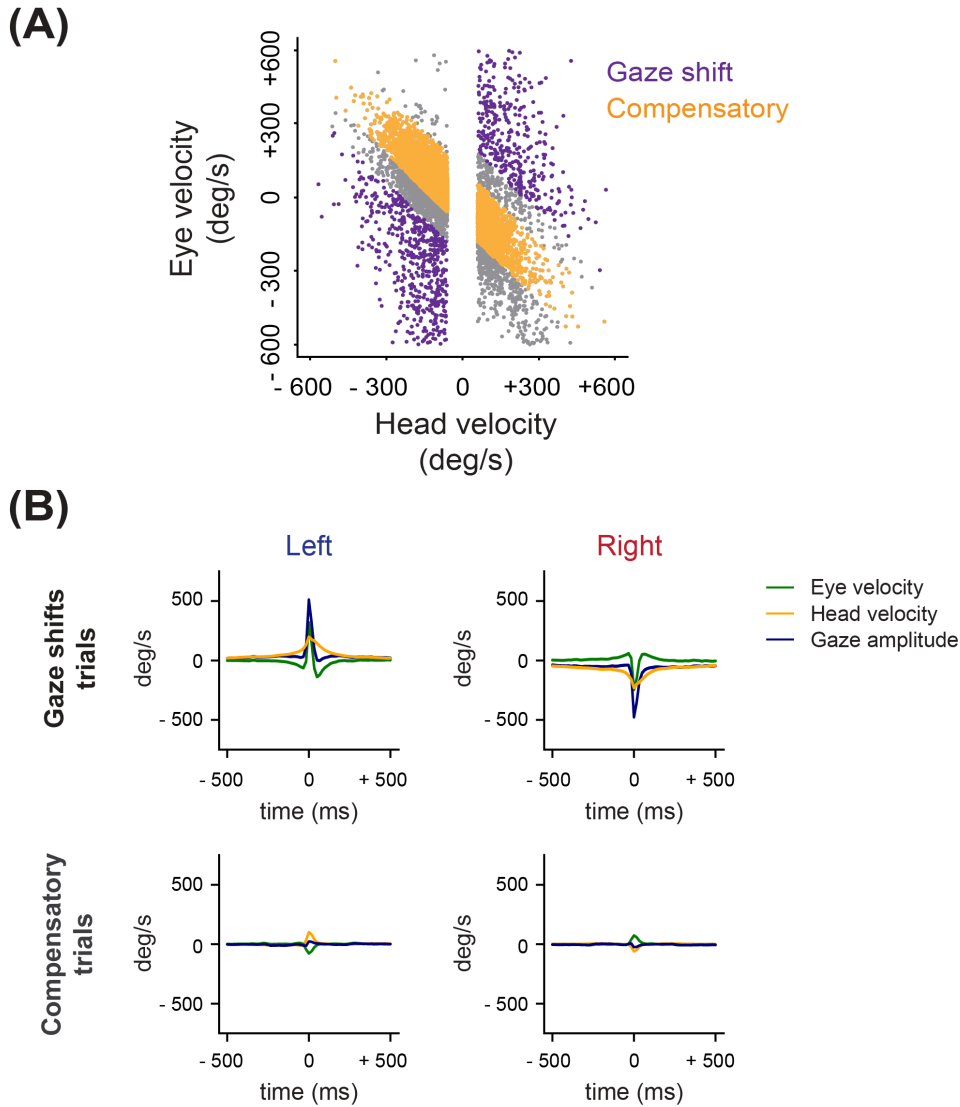 (A)
+600
+300
0
- 300
- 600
Eye velocity
(deg/s)
Gaze shift
Compensatory
- 600
- 300
0
+300
+600
Head velocity
(deg/s)
(B)
Left
Right
Gaze shifts
trials
500
0
- 500
deg/s
- 500
0
+ 500
time (ms)
500
0
- 500
deg/s
- 500
0
+ 500
time (ms)
Eye velocity
Head velocity
Gaze amplitude
Compensatory
trials
500
0
- 500
deg/s
- 500
0
+ 500
time (ms)
500
0
- 500
deg/s
- 500
0
+ 500
time (ms)